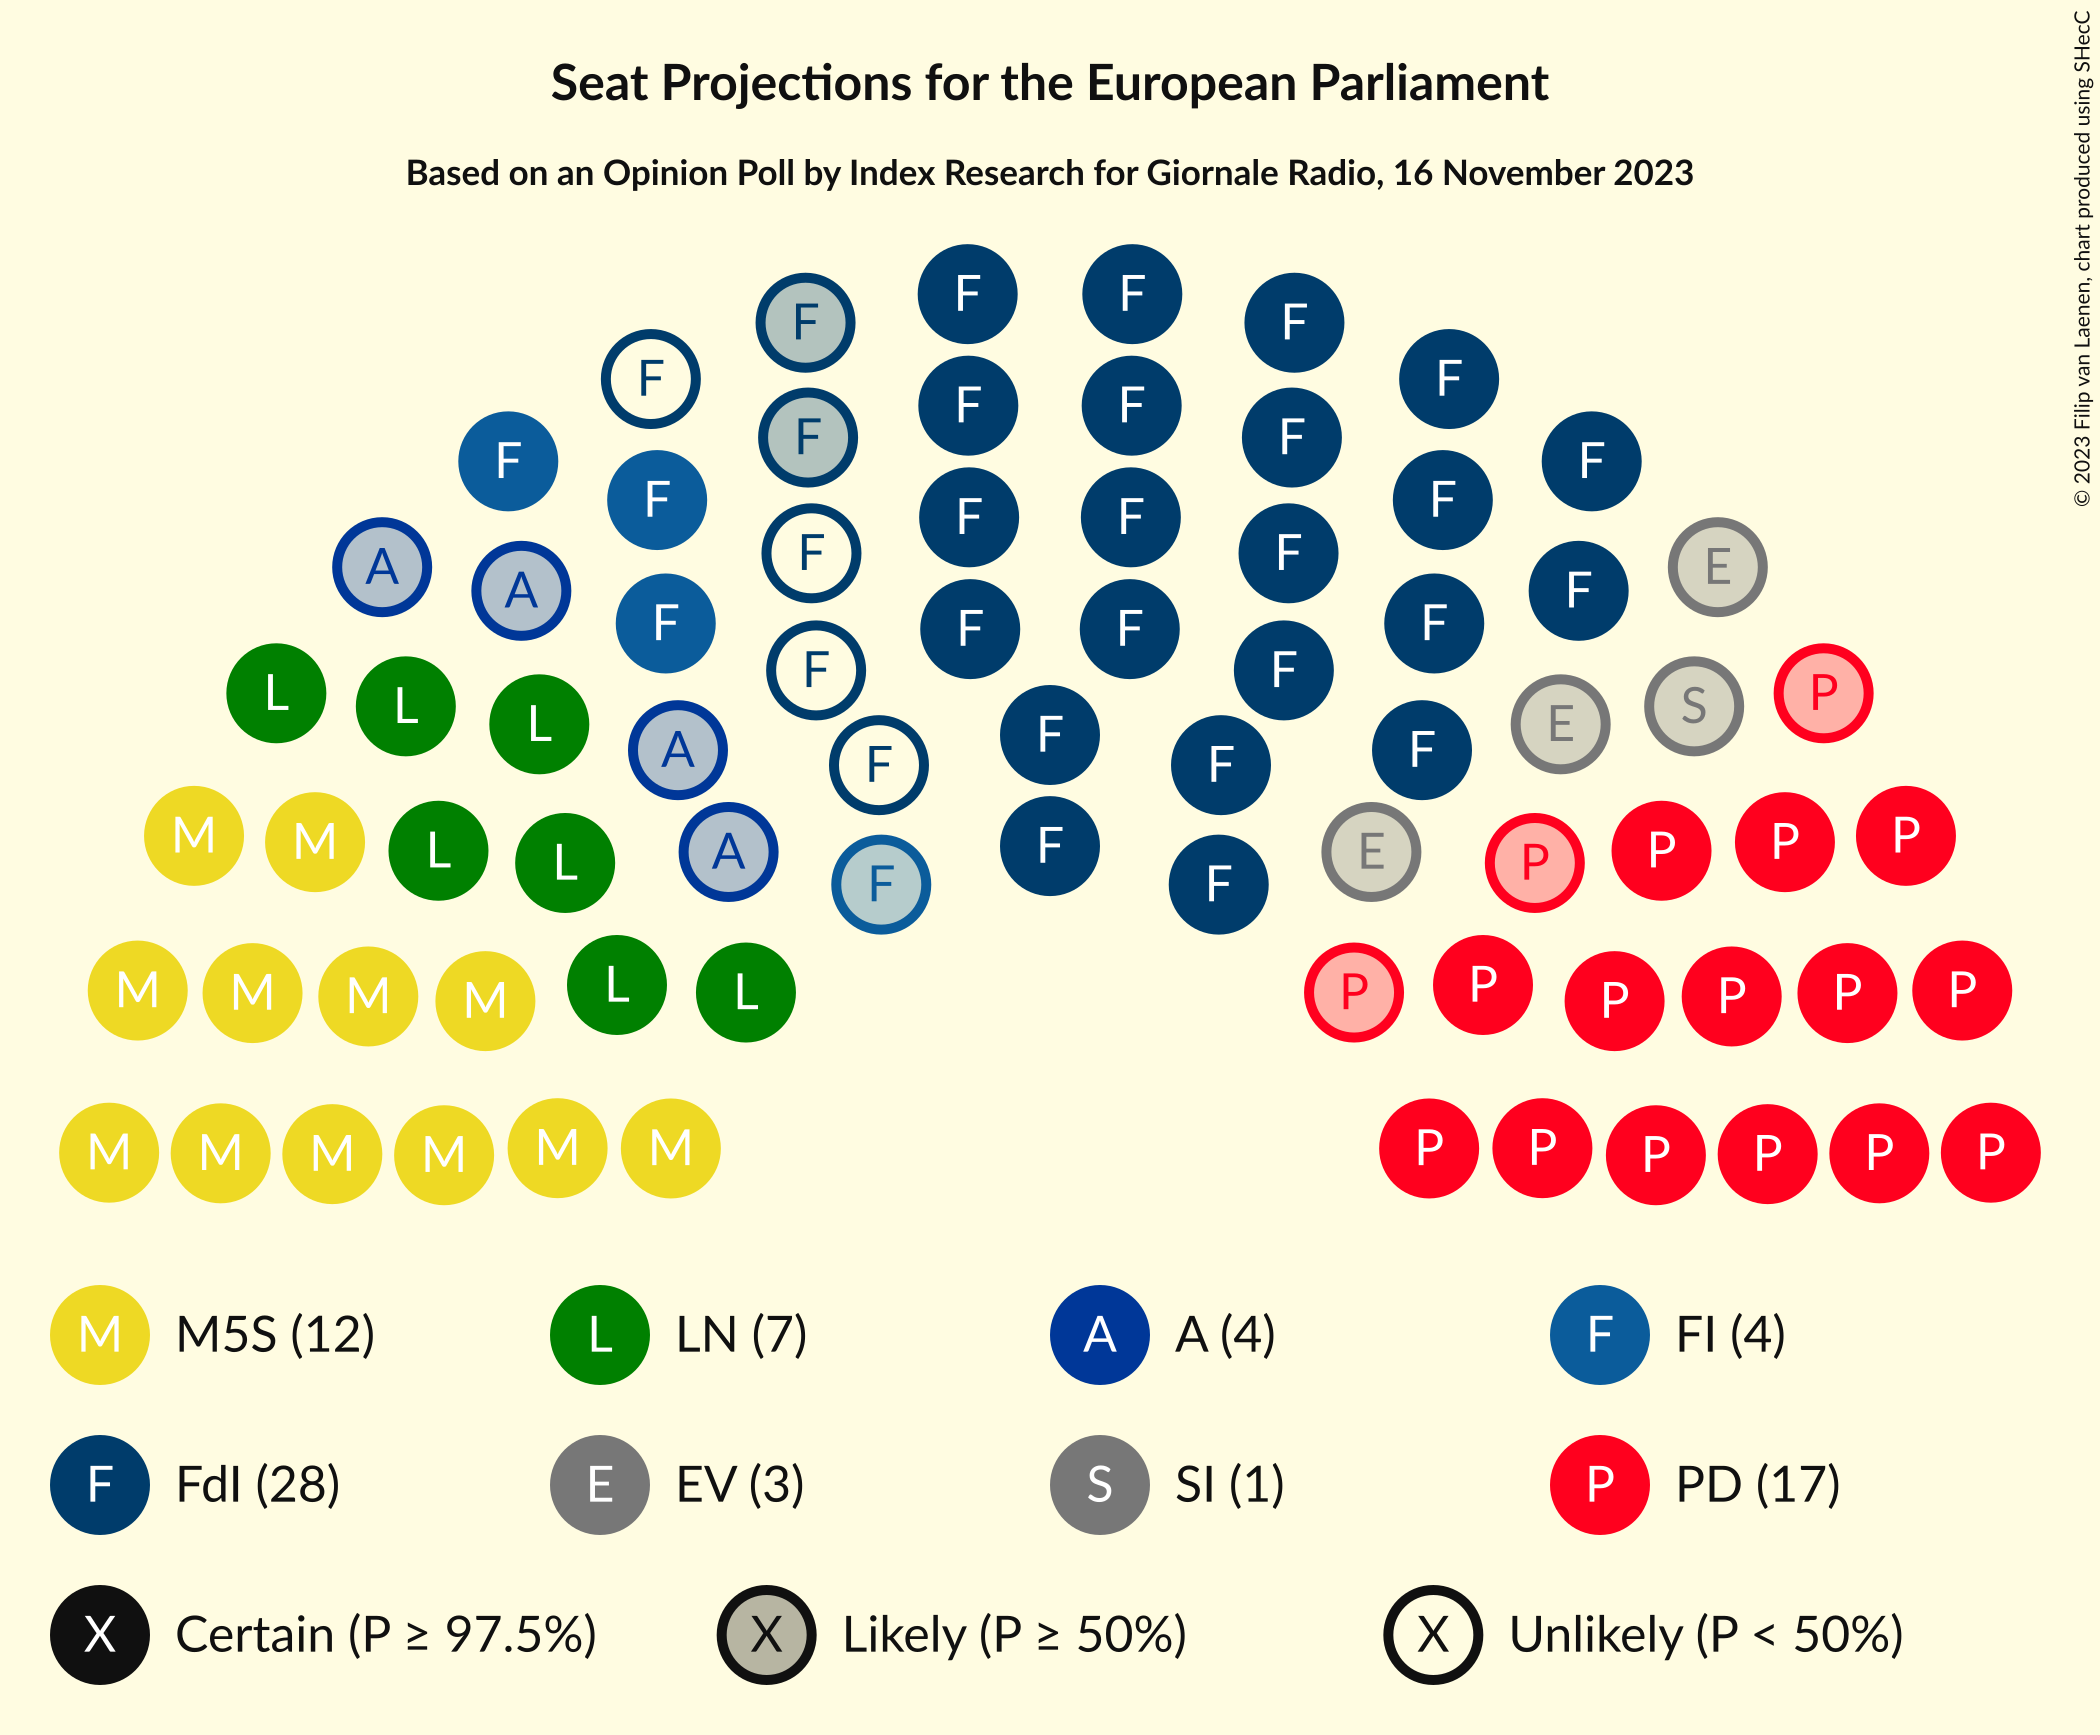 Seat Projections for the European Parliament
Based on an Opinion Poll by Index Research for Giornale Radio, 16 November 2023
© 2023 Filip van Laenen, chart produced using SHecC
F F
F F
F F
F F
F F
F F F F
F F
F F
A A F F F F E
F F
L L L A F F F F E S P
F
M M L L A F F F E P P P P
M M M M L L P P P P P P
M M M M M M P P P P P P
M M5S (12) L LN (7) A A (4) F FI (4)
F FdI (28) E EV (3) S SI (1) P PD (17)
X Certain (P ≥ 97.5%) X Likely (P ≥ 50%) X Unlikely (P < 50%)